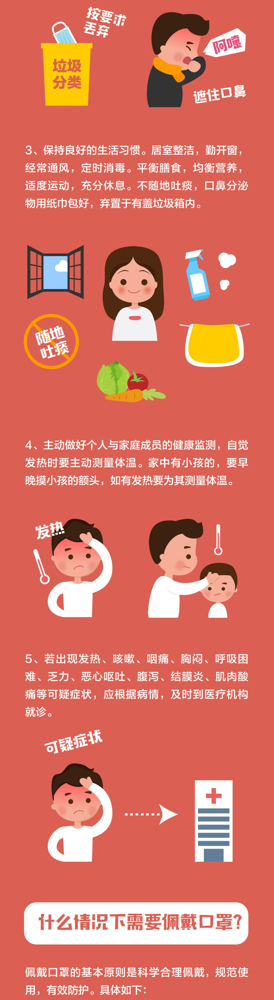 按要求
丢弃
垃圾
分类
阿嚏
遮住口鼻
3、保持良好的生活习惯。居室整洁，勤开窗，
经常通风，定时消毒。平衡膳食，均衡营养，
适度运动，充分休息。不随地吐痰，口鼻分泌
物用纸巾包好，弃置于有盖垃圾箱内。
随地
吐痰
4、主动做好个人与家庭成员的健康监测，自觉
发热时要主动测量体温。家中有小孩的，要早
晚摸小孩的额头，如有发热要为其测量体温。
发热
5、若出现发热、咳嗽、咽痛、胸闷、呼吸困
难、乏力、恶心呕吐、腹泻、结膜炎、肌肉酸
痛等可疑症状，应根据病情，及时到医疗机构
就诊。
可疑症状
什么情况下需要佩戴口罩?
佩戴口罩的基本原则是科学合理佩戴，规范使
用，有效防护。具体如下：